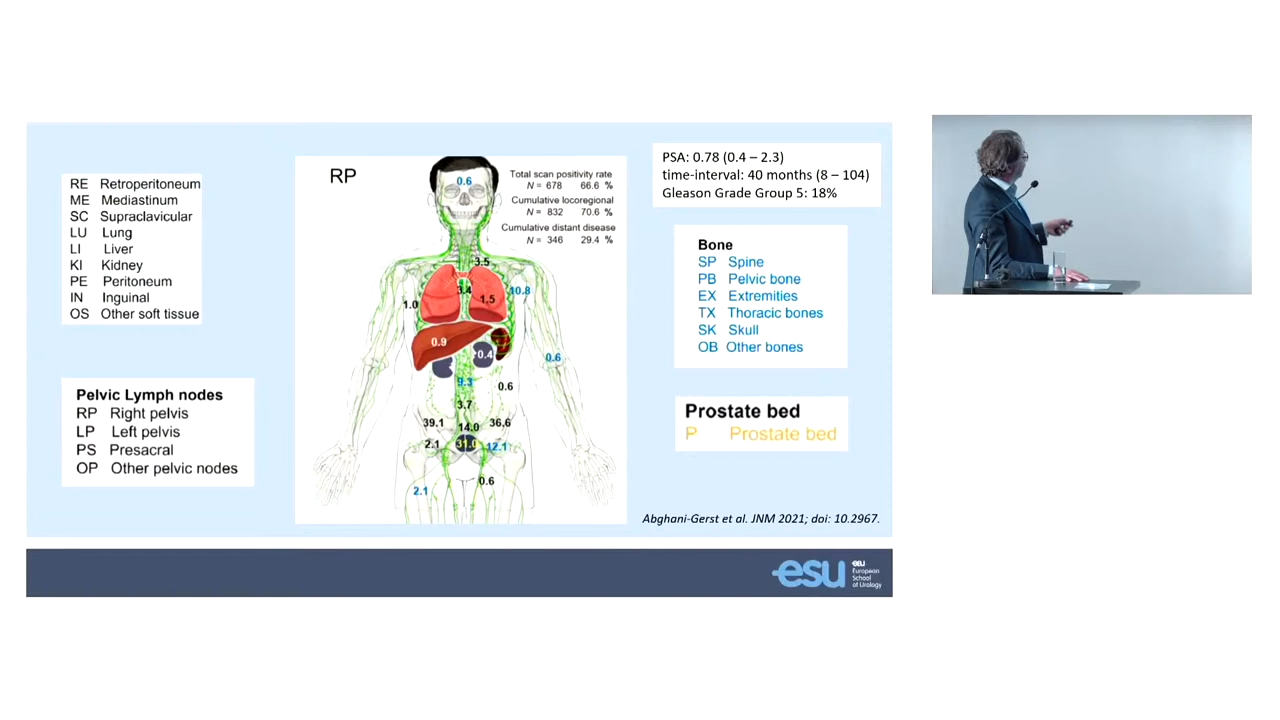 RE Retroperitoneum
ME Mediastinum
SC Supraclavicular
LU Lung
LI Liver
KI Kidney
PE Peritoneum
IN Inguinal
OS Other soft tissue
Pelvic Lymph nodes
RP Right pelvis
LP Left pelvis
PS Presacral
OP Other pelvic nodes
RP
Total scan positivity rate
N = 678 66.6 %
Cumulative locoregional
N = 832 70.6 %
Cumulative distant disease
N = 346 29.4 %
0.6
3.5
3.4
10.8
1.0
1.5
0.9
0.4
0.6
9.3
0.6
3.7
39.1
14.0
36.6
2.1
31.0
12.1
0.6
2.1
PSA: 0.78 (0.4 – 2.3)
time-interval: 40 months (8 – 104)
Gleason Grade Group 5: 18%
Bone
SP Spine
PB Pelvic bone
EX Extremities
TX Thoracic bones
SK Skull
OB Other bones
Prostate bed
P Prostate bed
Abghani-Gerst et al. JNM 2021; doi: 10.2967.
esu
eau
European
School
of Urology